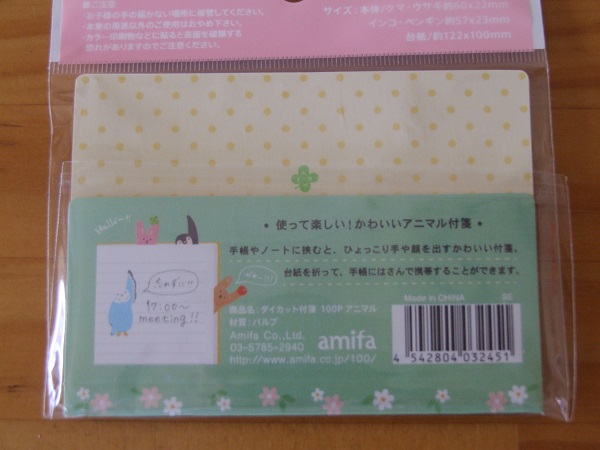 ご注意
・お子様の手の届かない場所に保管してください。
・本来の用途以外のご使用はおやめ下さい。
・カラー印刷物などに貼ると表面を破損する
恐れがありますのでご注意ください。
サイズ：本体/クマ・ウサギ約60x22mm
インコ・ペンギン約57x23mm
台紙/約122x100mm
Hello〜♪
・使って楽しい!かわいいアニマル付箋・
手帳やノートに挟むと、ひょっこり手や顔を出すかわいい付箋。
台紙を折って、手帳にはさんで携帯することができます。
忘れずに!!
17:00〜
meeting!!
商品名：ダイカット付箋 100P アニマル
材質：パルプ
Amifa Co.,Ltd.
03-5785-2940
http://www.amifa.co.jp/100/
amifa
Made in CHINA
RE
4 542804 032451